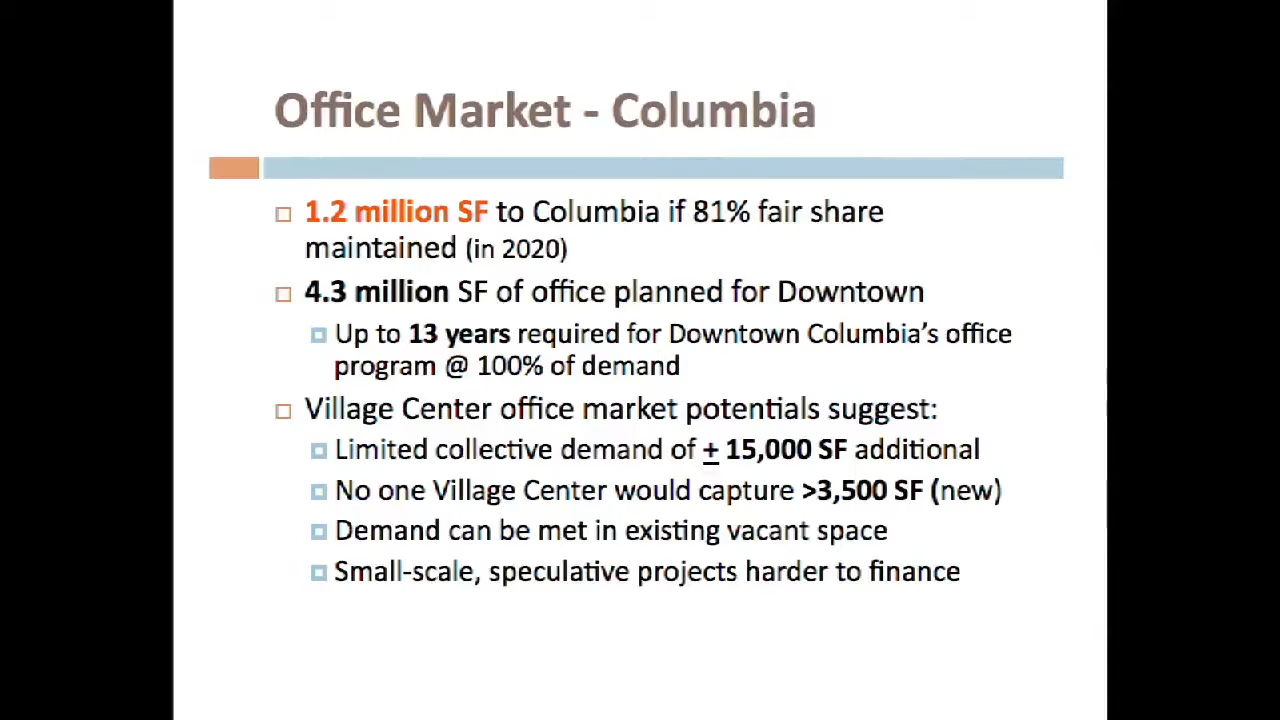 Office Market - Columbia
1.2 million SF to Columbia if 81% fair share
maintained (in 2020)
4.3 million SF of office planned for Downtown
Up to 13 years required for Downtown Columbia's office
program @ 100% of demand
Village Center office market potentials suggest:
Limited collective demand of ± 15,000 SF additional
No one Village Center would capture >3,500 SF (new)
Demand can be met in existing vacant space
Small-scale, speculative projects harder to finance